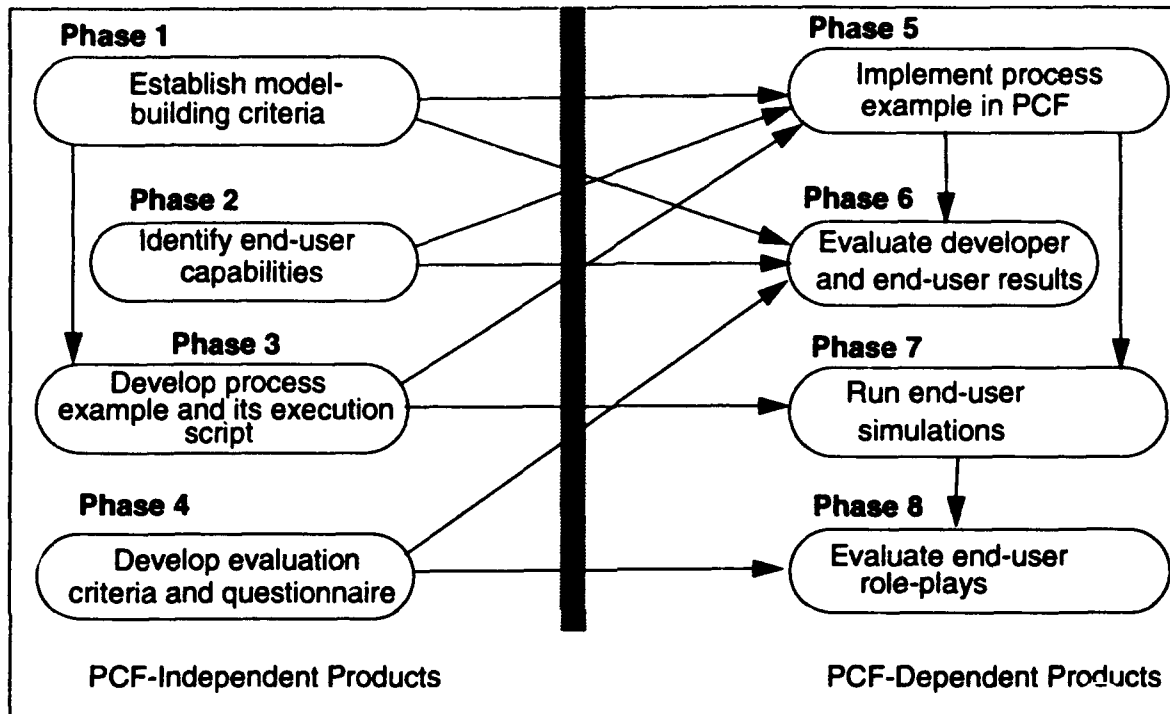 Phase 1
Establish model-
building criteria
Phase 2
Identify end-user
capabilities
Phase 3
Develop process
example and its execution
script
Phase 4
Develop evaluation
criteria and questionnaire
PCF-Independent Products
Phase 5
Implement process
example in PCF
Phase 6
Evaluate developer
and end-user results
Phase 7
Run end-user
simulations
Phase 8
Evaluate end-user
role-plays
PCF-Dependent Products